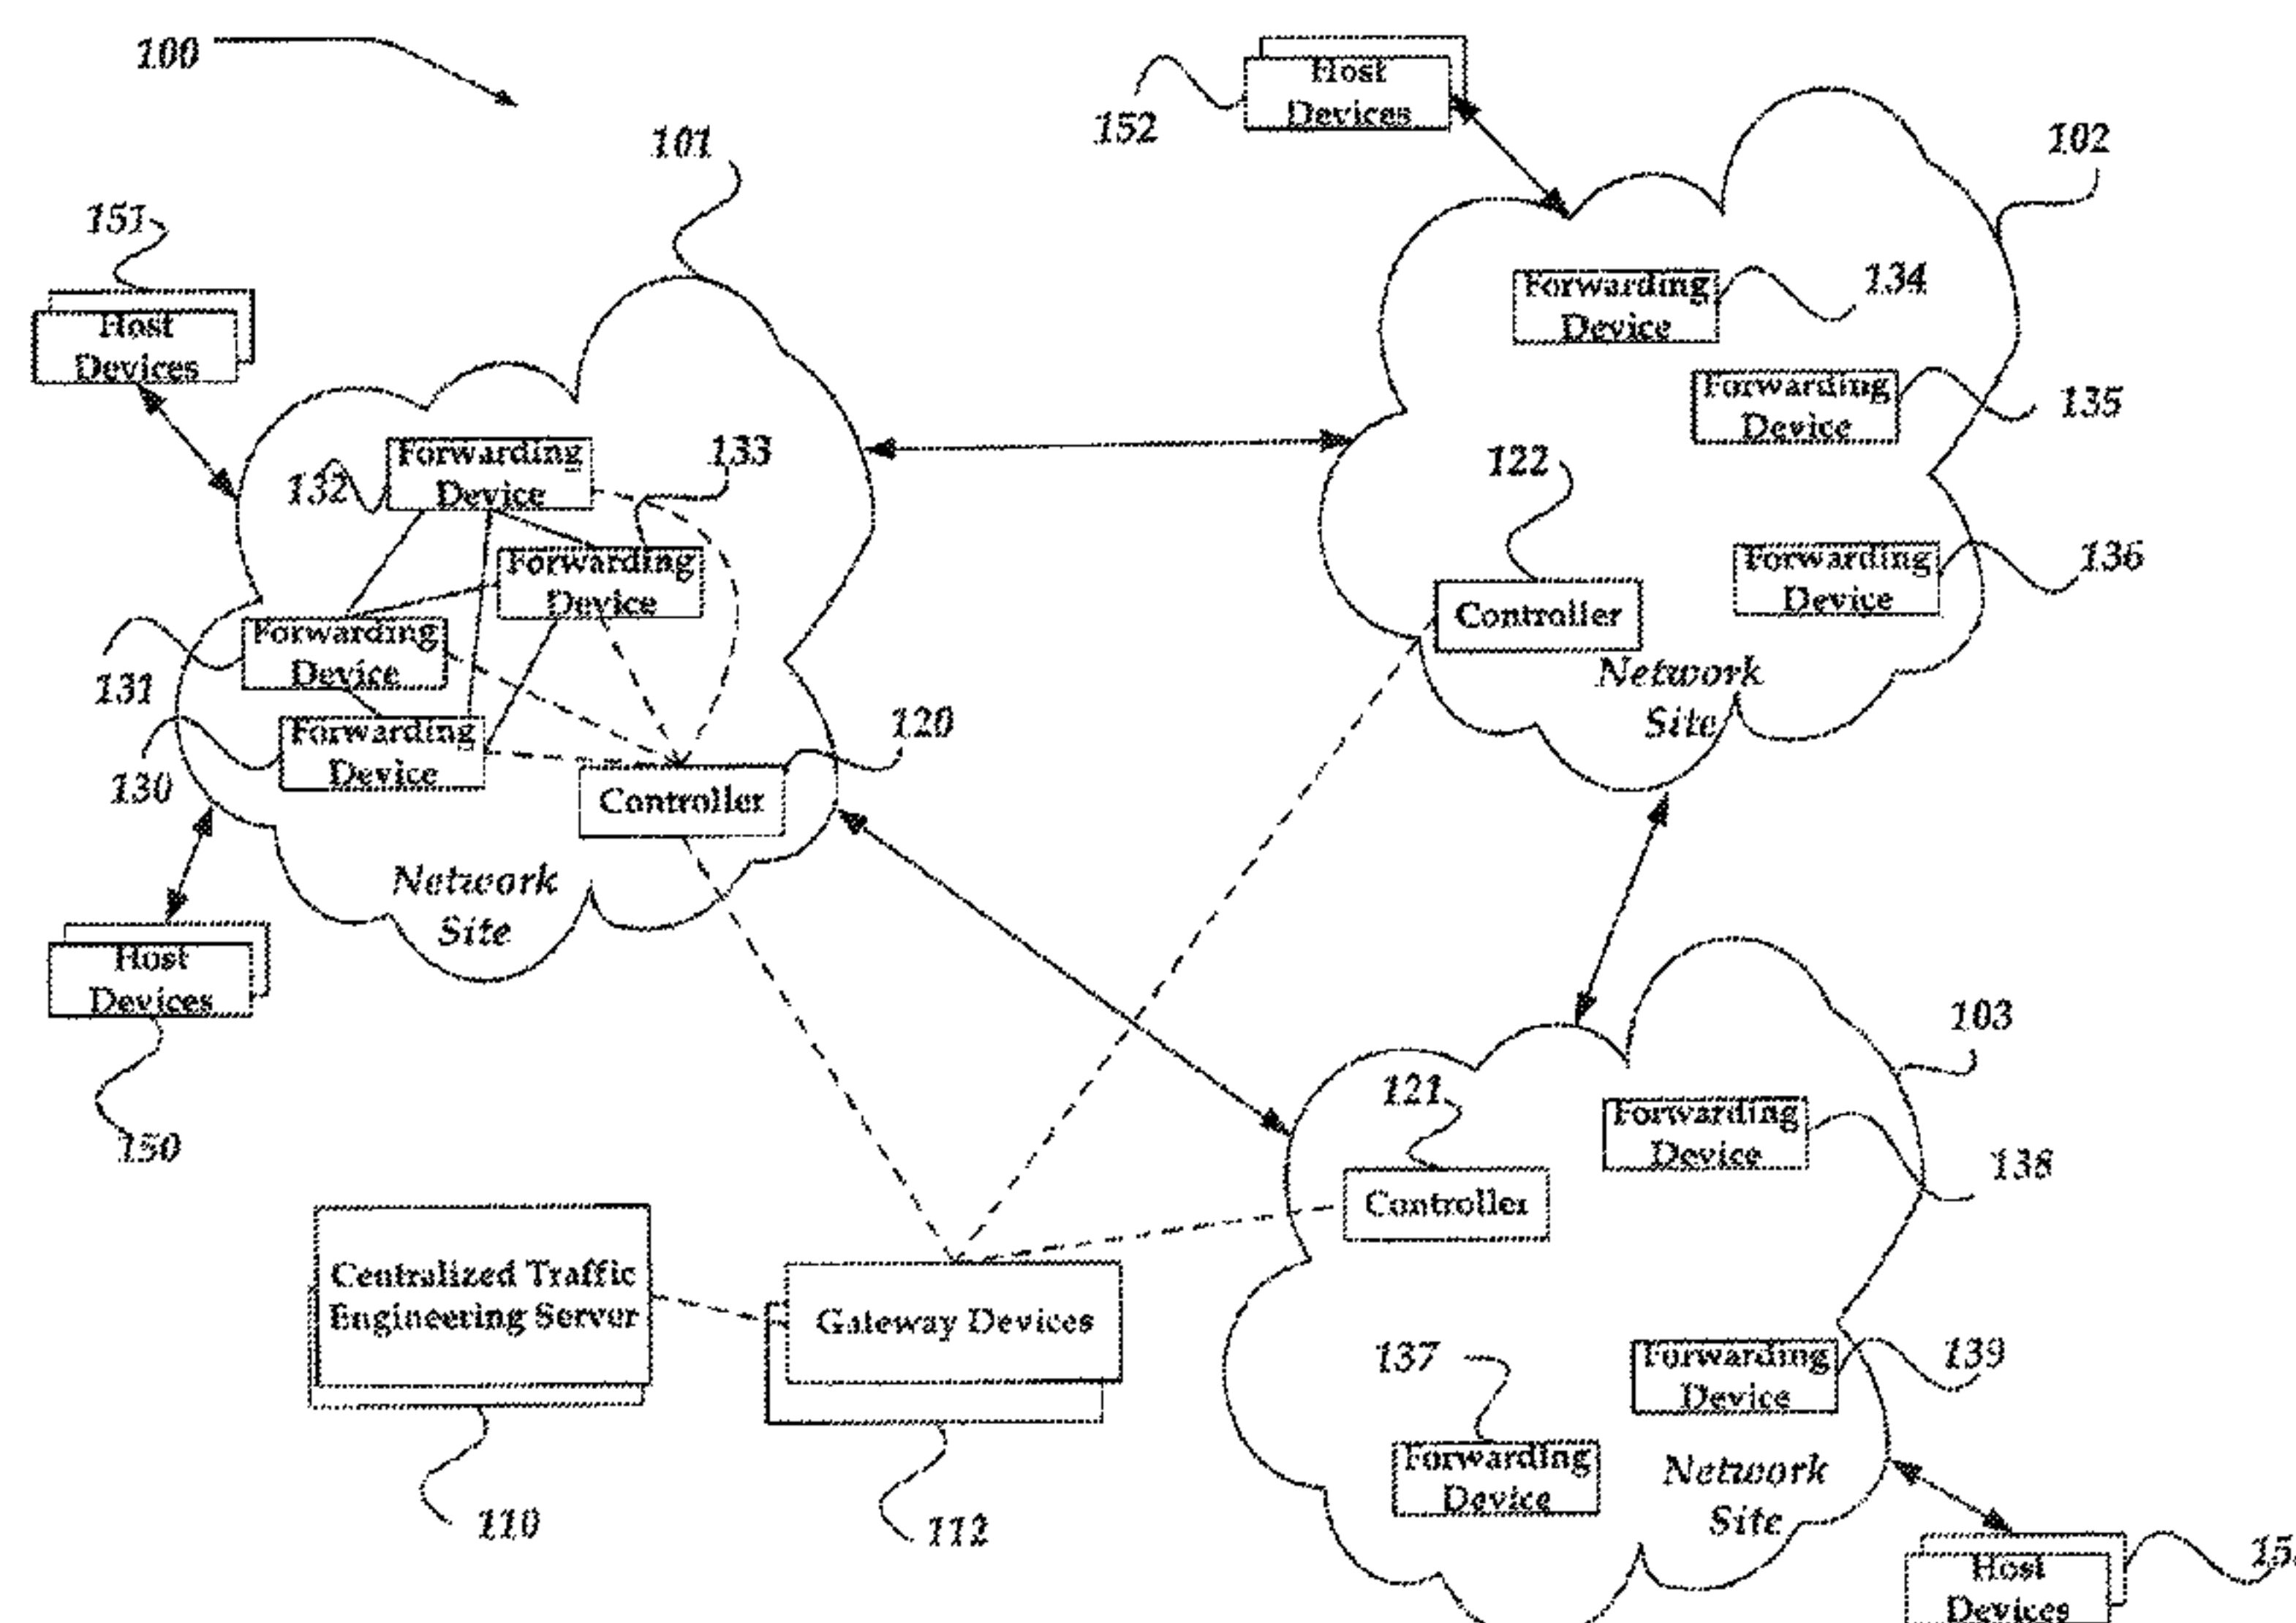 100
Host
Devices
152
101
102
151
Host
Devices
Forwarding
Device
134
Forwarding
Device
135
Forwarding
Device
132
133
122
Forwarding
Device
Forwarding
Device
136
Controller
Forwarding
Device
131
Network
Site
Forwarding
Device
130
120
Controller
Network
Site
Host
Devices
150
103
121
Forwarding
Device
138
Controller
Centralized Traffic
Engineering Server
Gateway Devices
137
Forwarding
Device
139
Forwarding
Device
Network
Site
110
112
Host
Devices